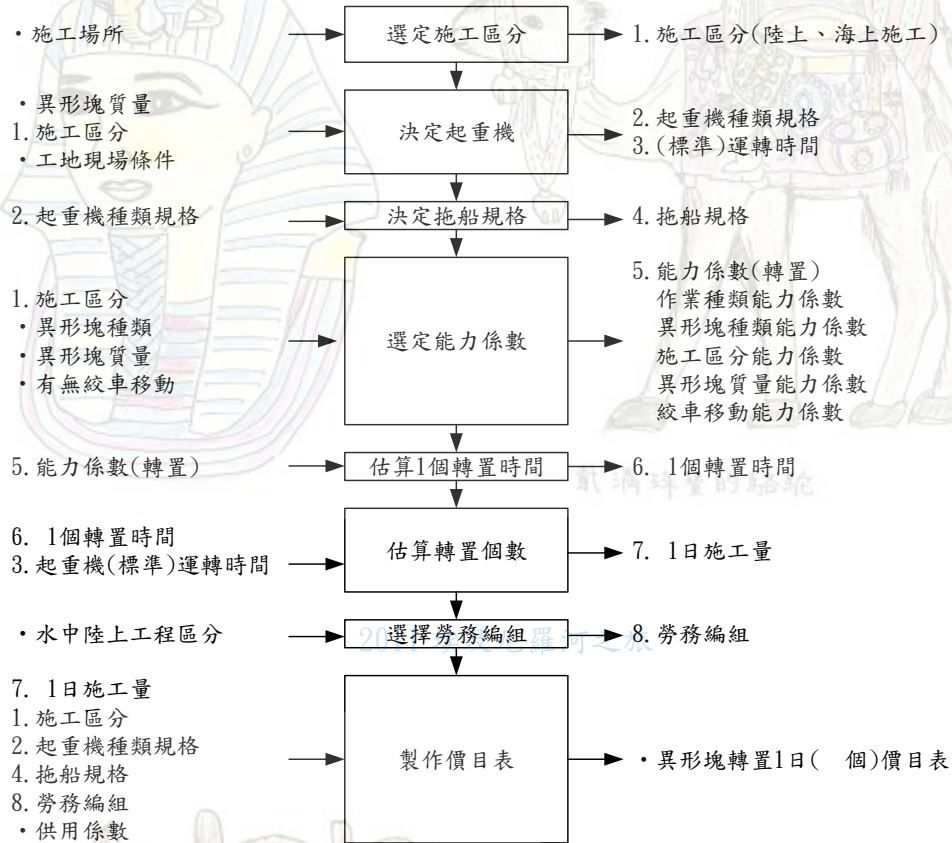 ・施工場所
選定施工區分
1.施工區分(陸上、海上施工)
・異形塊質量
1.施工區分
・工地現場條件
決定起重機
2.起重機種類規格
3.(標準)運轉時間
2.起重機種類規格
決定拖船規格
4.拖船規格
1.施工區分
・異形塊種類
・異形塊質量
・有無絞車移動
選定能力係數
5.能力係數(轉置)
作業種類能力係數
異形塊種類能力係數
施工區分能力係數
異形塊質量能力係數
絞車移動能力係數
5.能力係數(轉置)
估算1個轉置時間
6. 1個轉置時間
6. 1個轉置時間
3.起重機(標準)運轉時間
估算轉置個數
7. 1日施工量
・水中陸上工程區分
選擇勞務編組
8.勞務編組
7. 1日施工量
1.施工區分
2.起重機種類規格
4.拖船規格
8.勞務編組
・供用係數
製作價目表
・異形塊轉置1日( 個)價目表